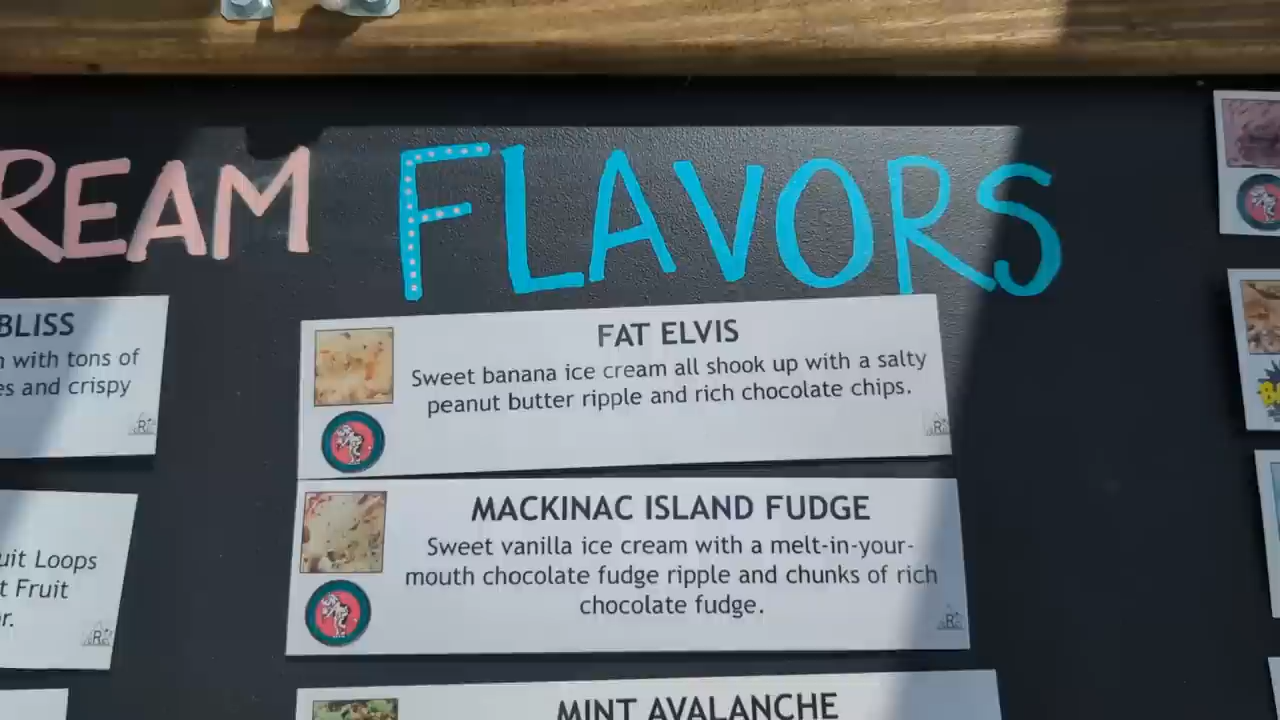 REAM FLAVORS
BLISS
with tons of
es and crispy
uit Loops
t Fruit
r.
FAT ELVIS
Sweet banana ice cream all shook up with a salty
peanut butter ripple and rich chocolate chips.
R
MACKINAC ISLAND FUDGE
Sweet vanilla ice cream with a melt-in-your-
mouth chocolate fudge ripple and chunks of rich
chocolate fudge.
R
MINT AVALANCHE